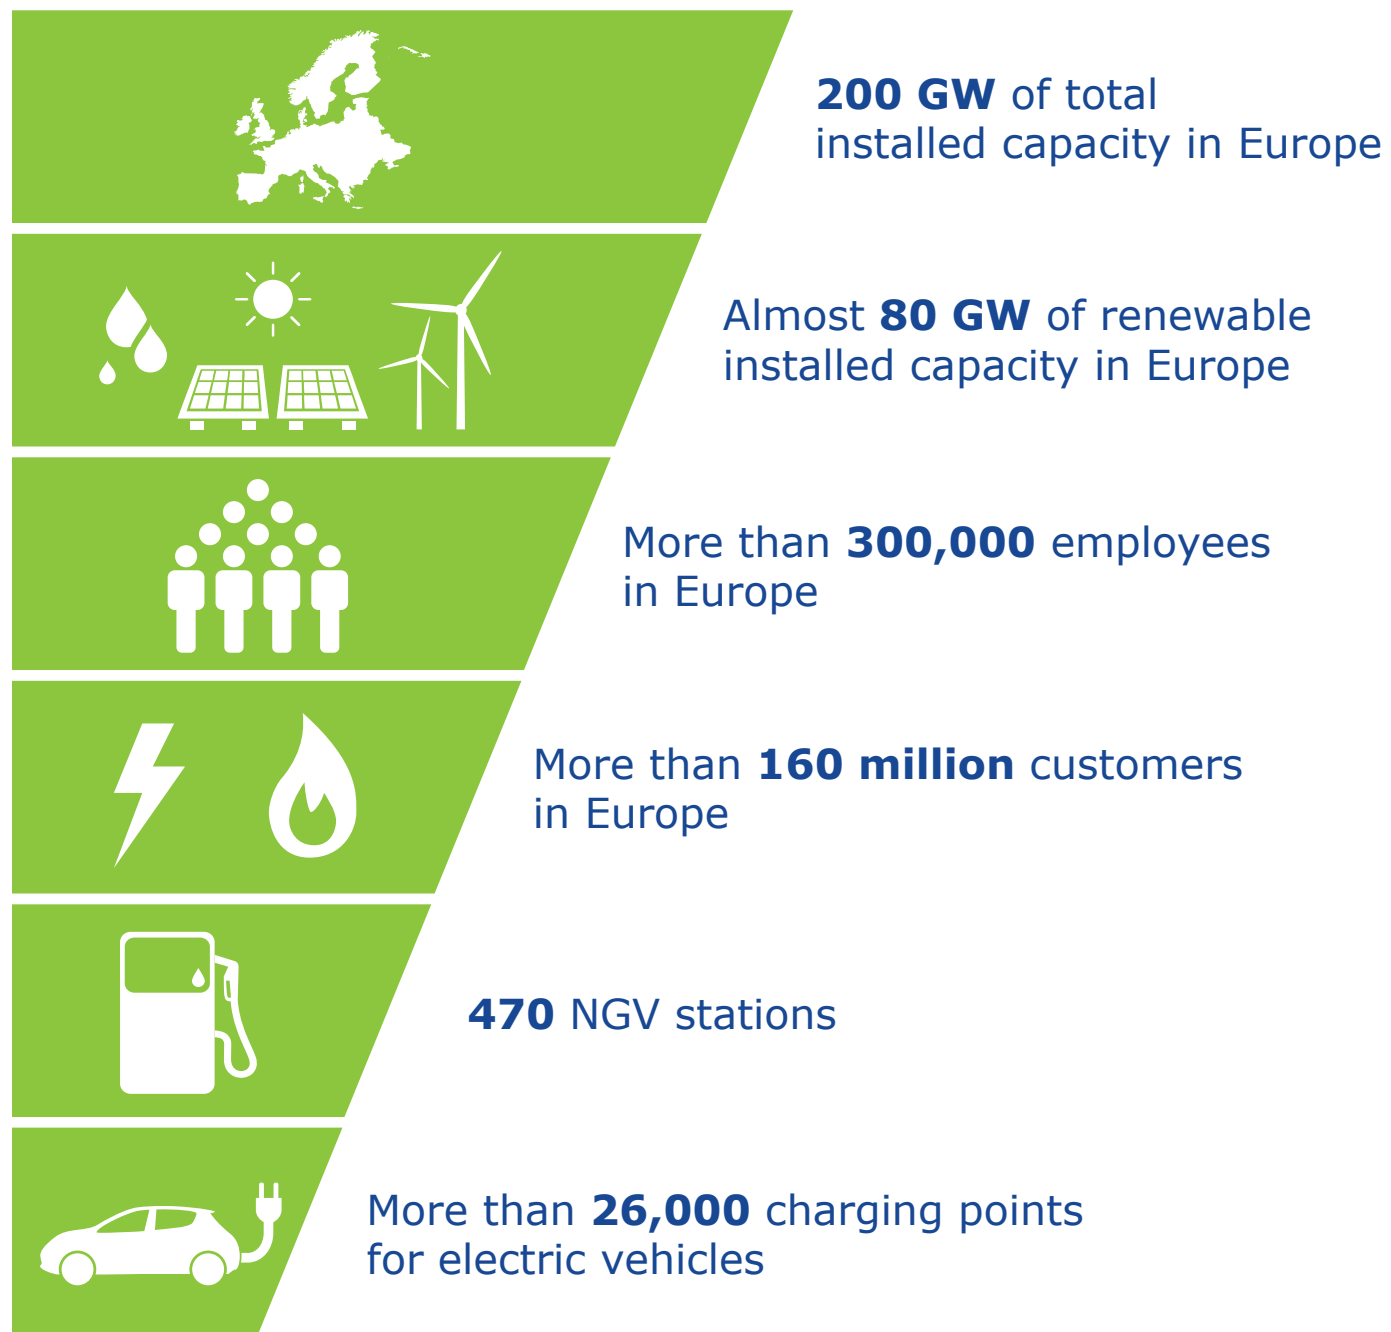 200 GW of total
installed capacity in Europe
Almost 80 GW of renewable
installed capacity in Europe
More than 300,000 employees
in Europe
More than 160 million customers
in Europe
470 NGV stations
More than 26,000 charging points
for electric vehicles